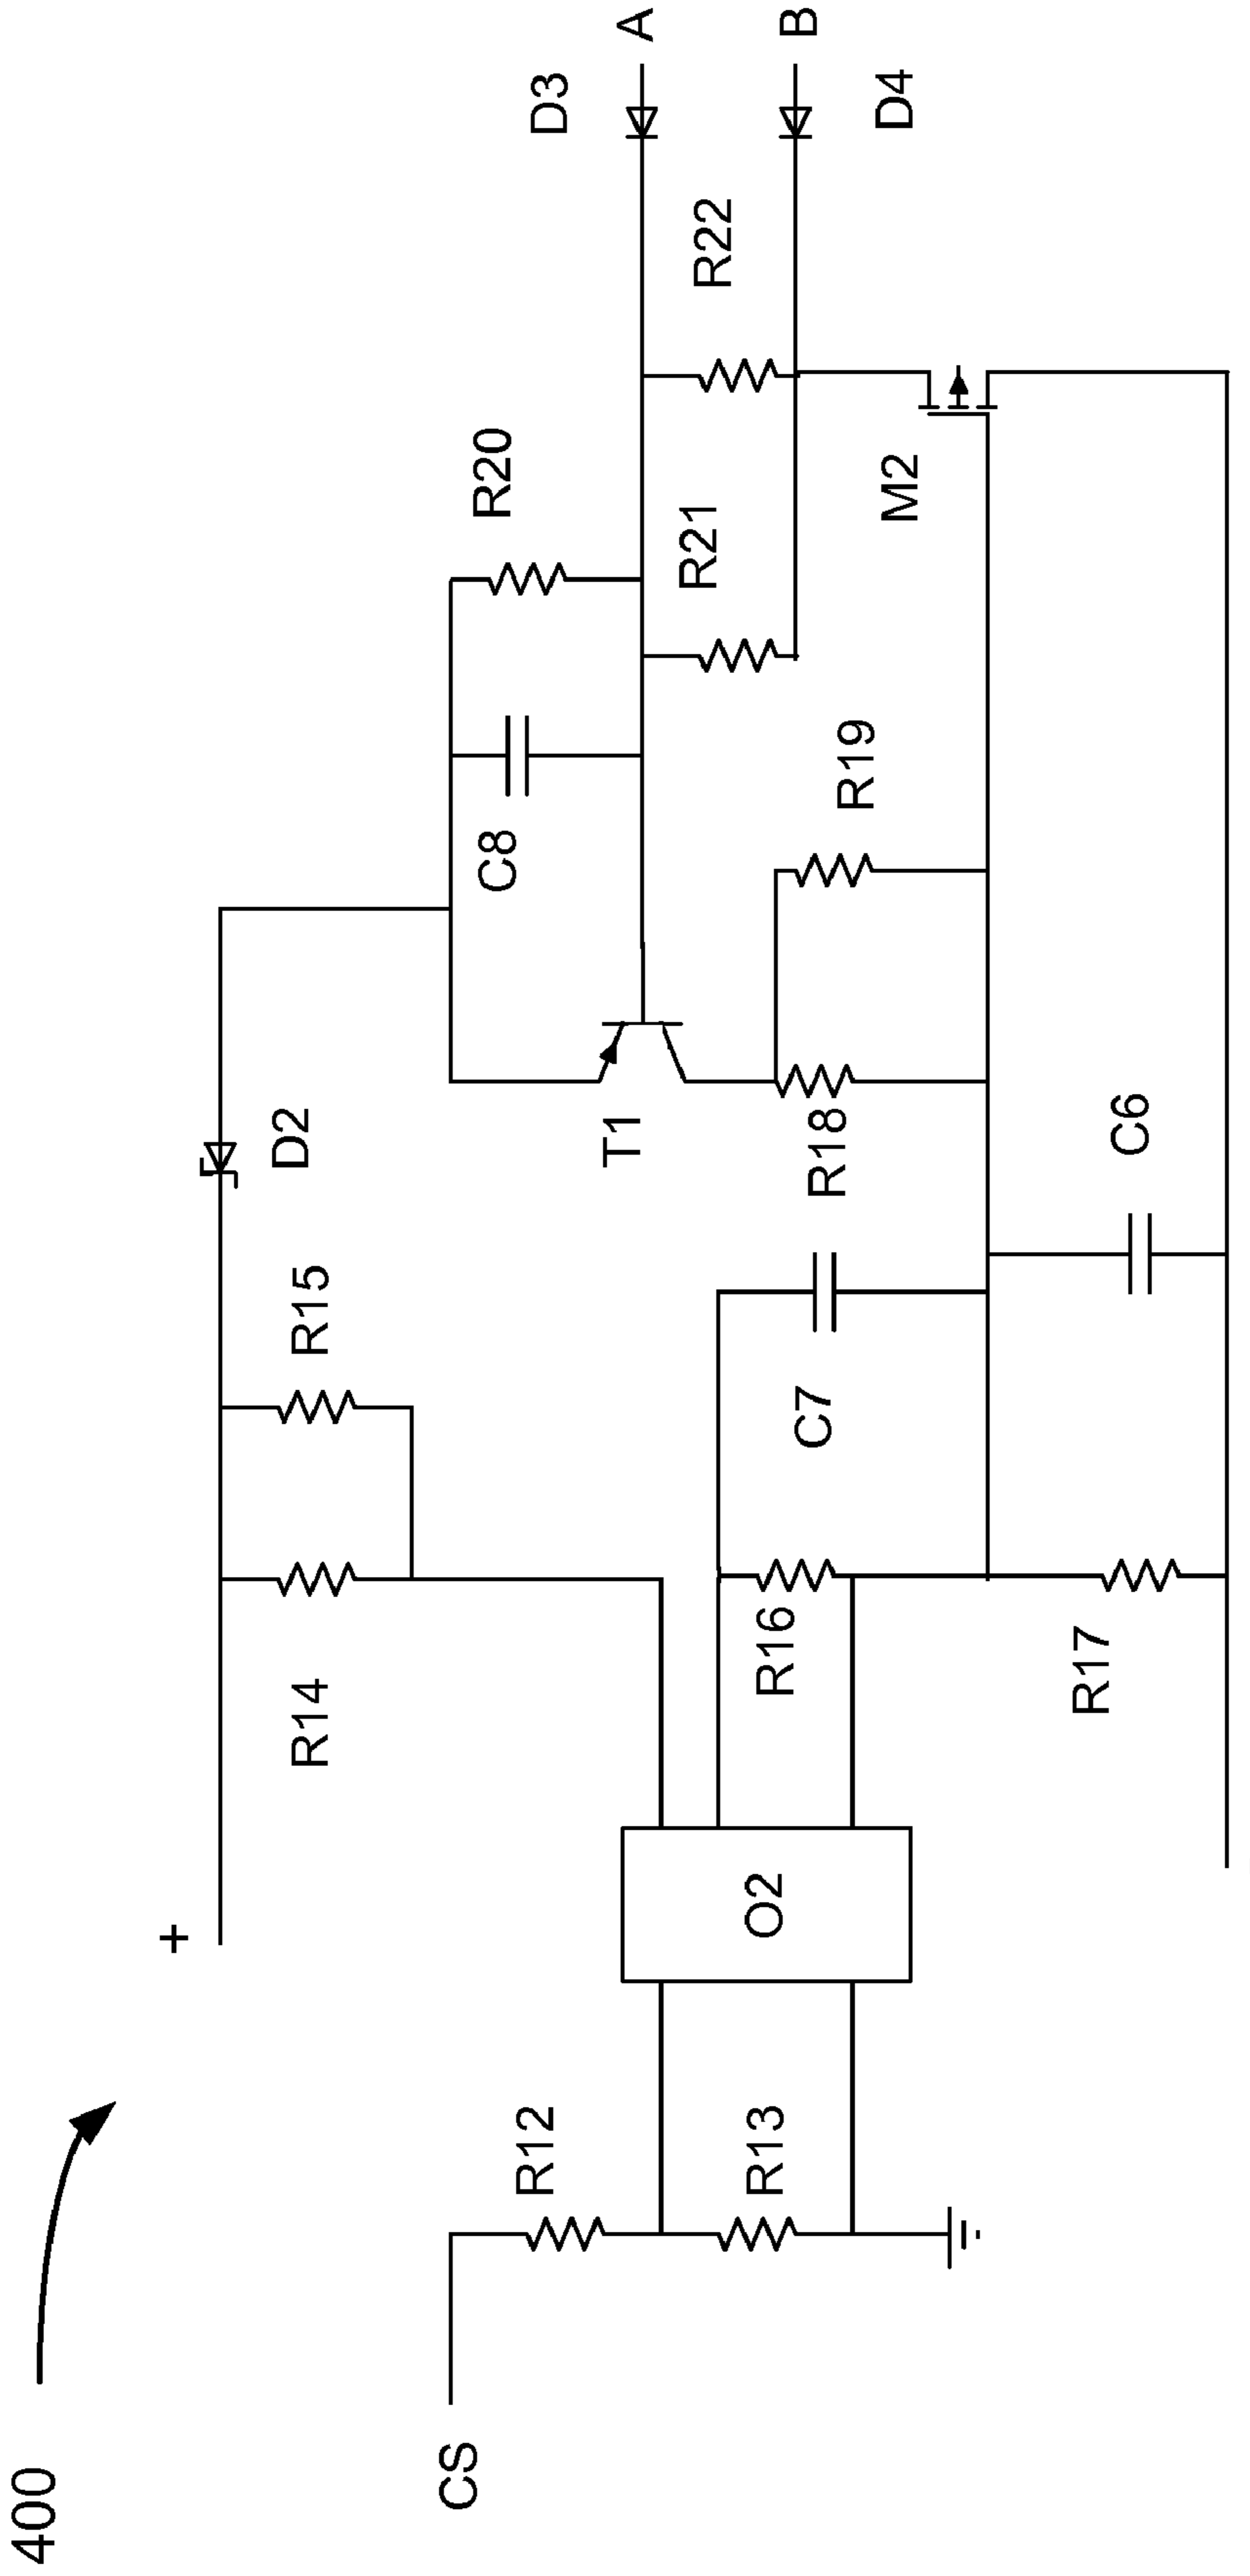 400
+
D2
R14
R15
C8
R20
D3
A
CS
R12
R13
O2
T1
R21
R22
B
D4
R16
C7
R18
R19
M2
R17
C6